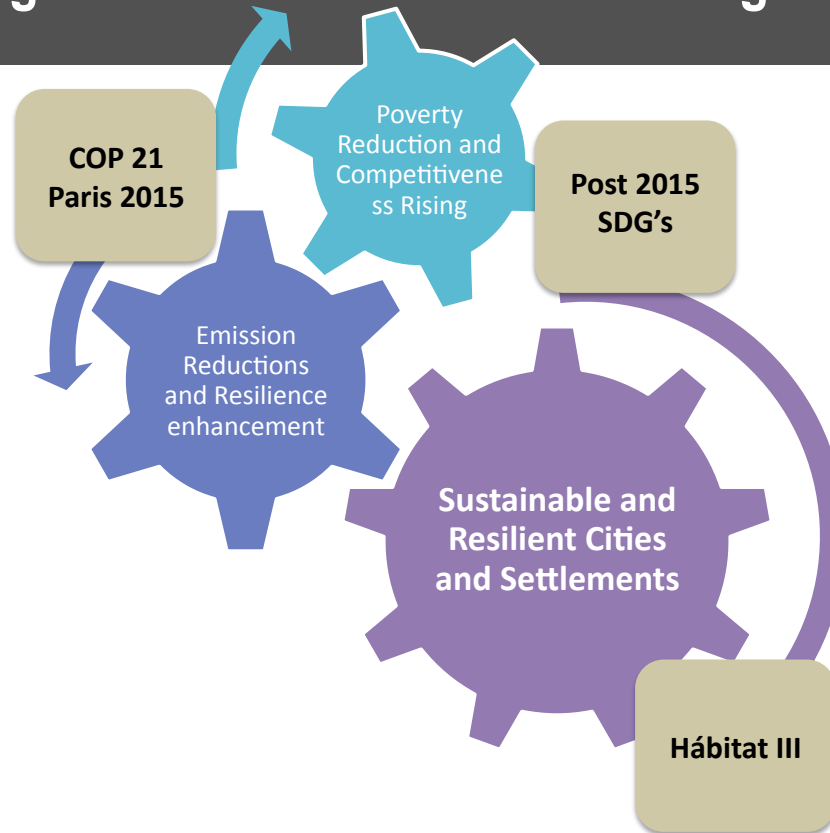 COP 21
Paris 2015
Poverty
Reduction and
Competitivene
ss Rising
Post 2015
SDG's
Emission
Reductions
and Resilience
enhancement
Sustainable and
Resilient Cities
and Settlements
Hábitat III